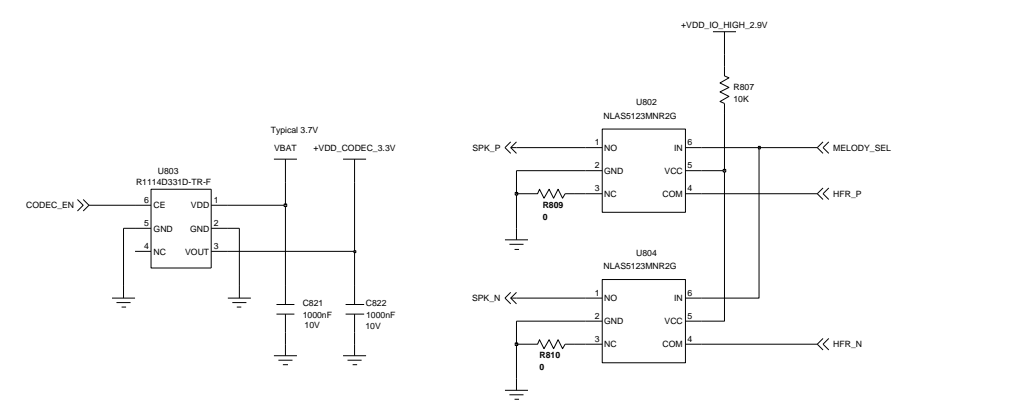 Typical 3.7V
VBAT
+VDD_CODEC_3.3V
U803
R1114D331D-TR-F
CODEC_EN
6 CE VDD 1
5 GND GND 2
4 NC VOUT 3
C821
1000nF
10V
C822
1000nF
10V
+VDD_IO_HIGH_2.9V
R807
10K
U802
NLAS5123MNR2G
SPK_P 1 NO IN 6 MELODY_SEL
2 GND VCC 5
3 NC COM 4 HFR_P
R809
0
U804
NLAS5123MNR2G
SPK_N 1 NO IN 6
2 GND VCC 5
3 NC COM 4 HFR_N
R810
0